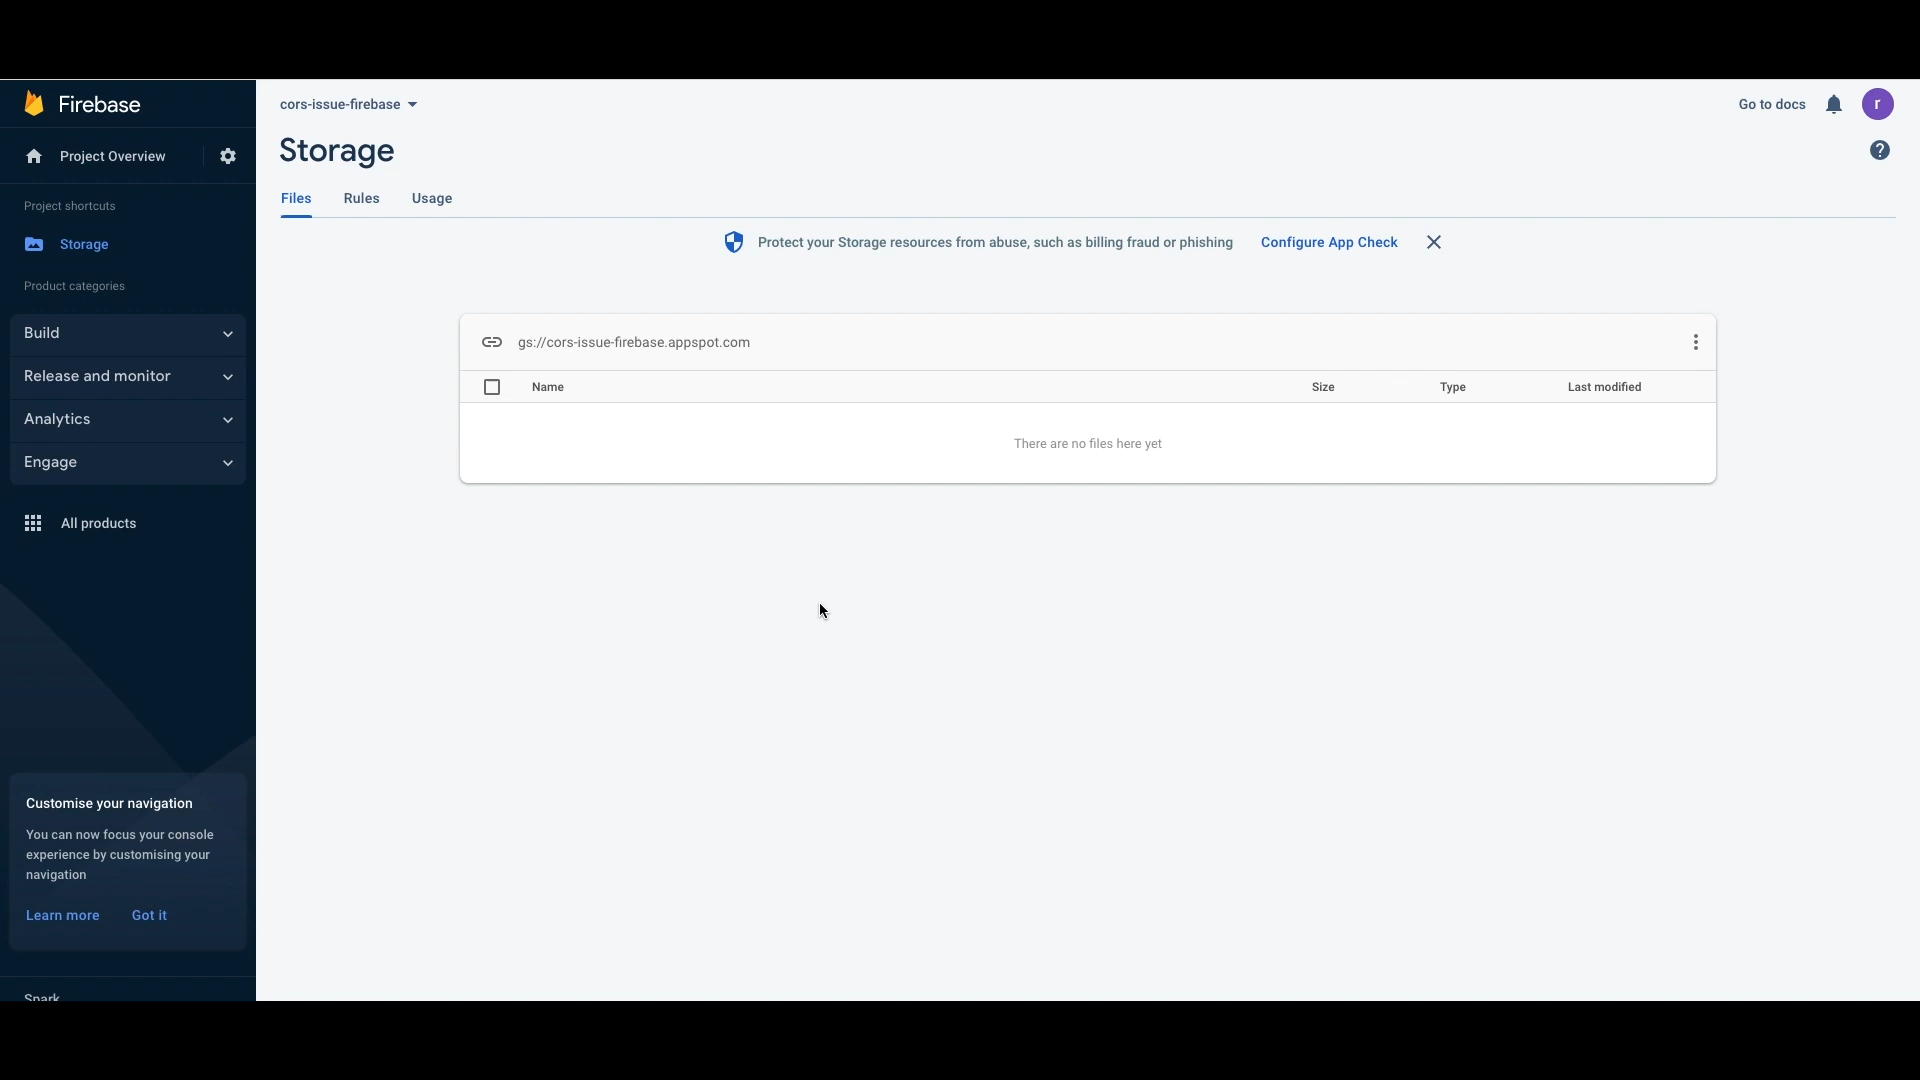 Firebase
Project Overview
Project shortcuts
Storage
Product categories
Build
Release and monitor
Analytics
Engage
All products
Customise your navigation
You can now focus your console
experience by customising your
navigation
Learn more Got it
Spark
cors-issue-firebase
Go to docs
r
Storage
Files Rules Usage
Protect your Storage resources from abuse, such as billing fraud or phishing Configure App Check
gs://cors-issue-firebase.appspot.com
Name Size Type Last modified
There are no files here yet